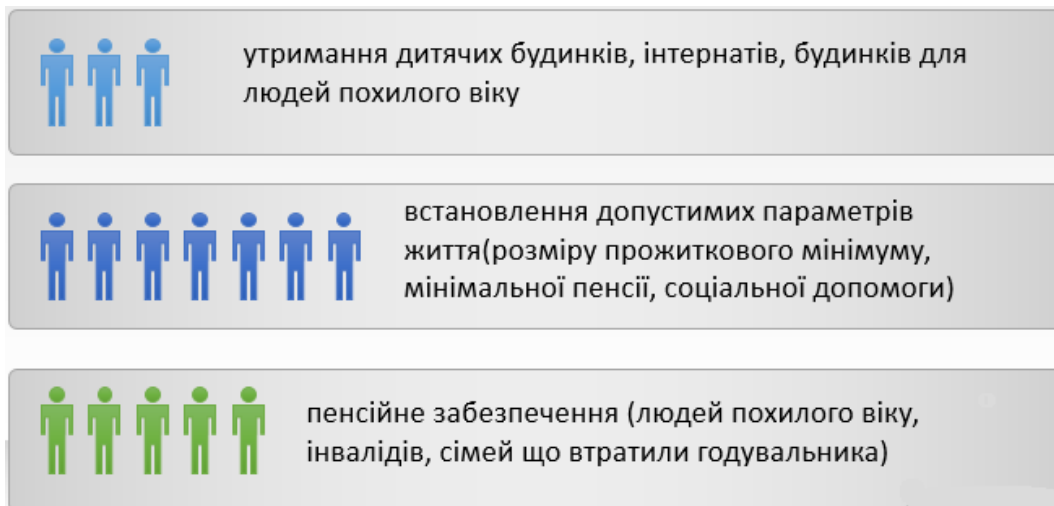 утримання дитячих будинків, інтернатів, будинків для
людей похилого віку
встановлення допустимих параметрів
життя(розміру прожиткового мінімуму,
мінімальної пенсії, соціальної допомоги)
пенсійне забезпечення (людей похилого віку,
інвалідів, сімей що втратили годувальника)